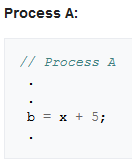 Process A:
// Process A
.
.
b = x + 5;
.